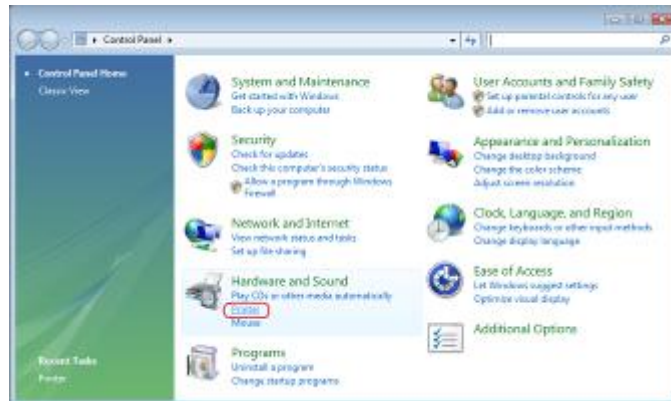 Control Panel
Control Panel Home
Classic View
Recent Tasks
Printer
System and Maintenance
Get started with Windows
Back up your computer
Security
Check for updates
Check this computer's security status
Allow a program through Windows
Firewall
Network and Internet
View network status and tasks
Set up file sharing
Hardware and Sound
Play CDs or other media automatically
Printer
Mouse
Programs
Uninstall a program
Change startup programs
User Accounts and Family Safety
Set up parental controls for any user
Add or remove user accounts
Appearance and Personalization
Change desktop background
Change the color scheme
Adjust screen resolution
Clock, Language, and Region
Change keyboards or other input methods
Change display language
Ease of Access
Let Windows suggest settings
Optimize visual display
Additional Options